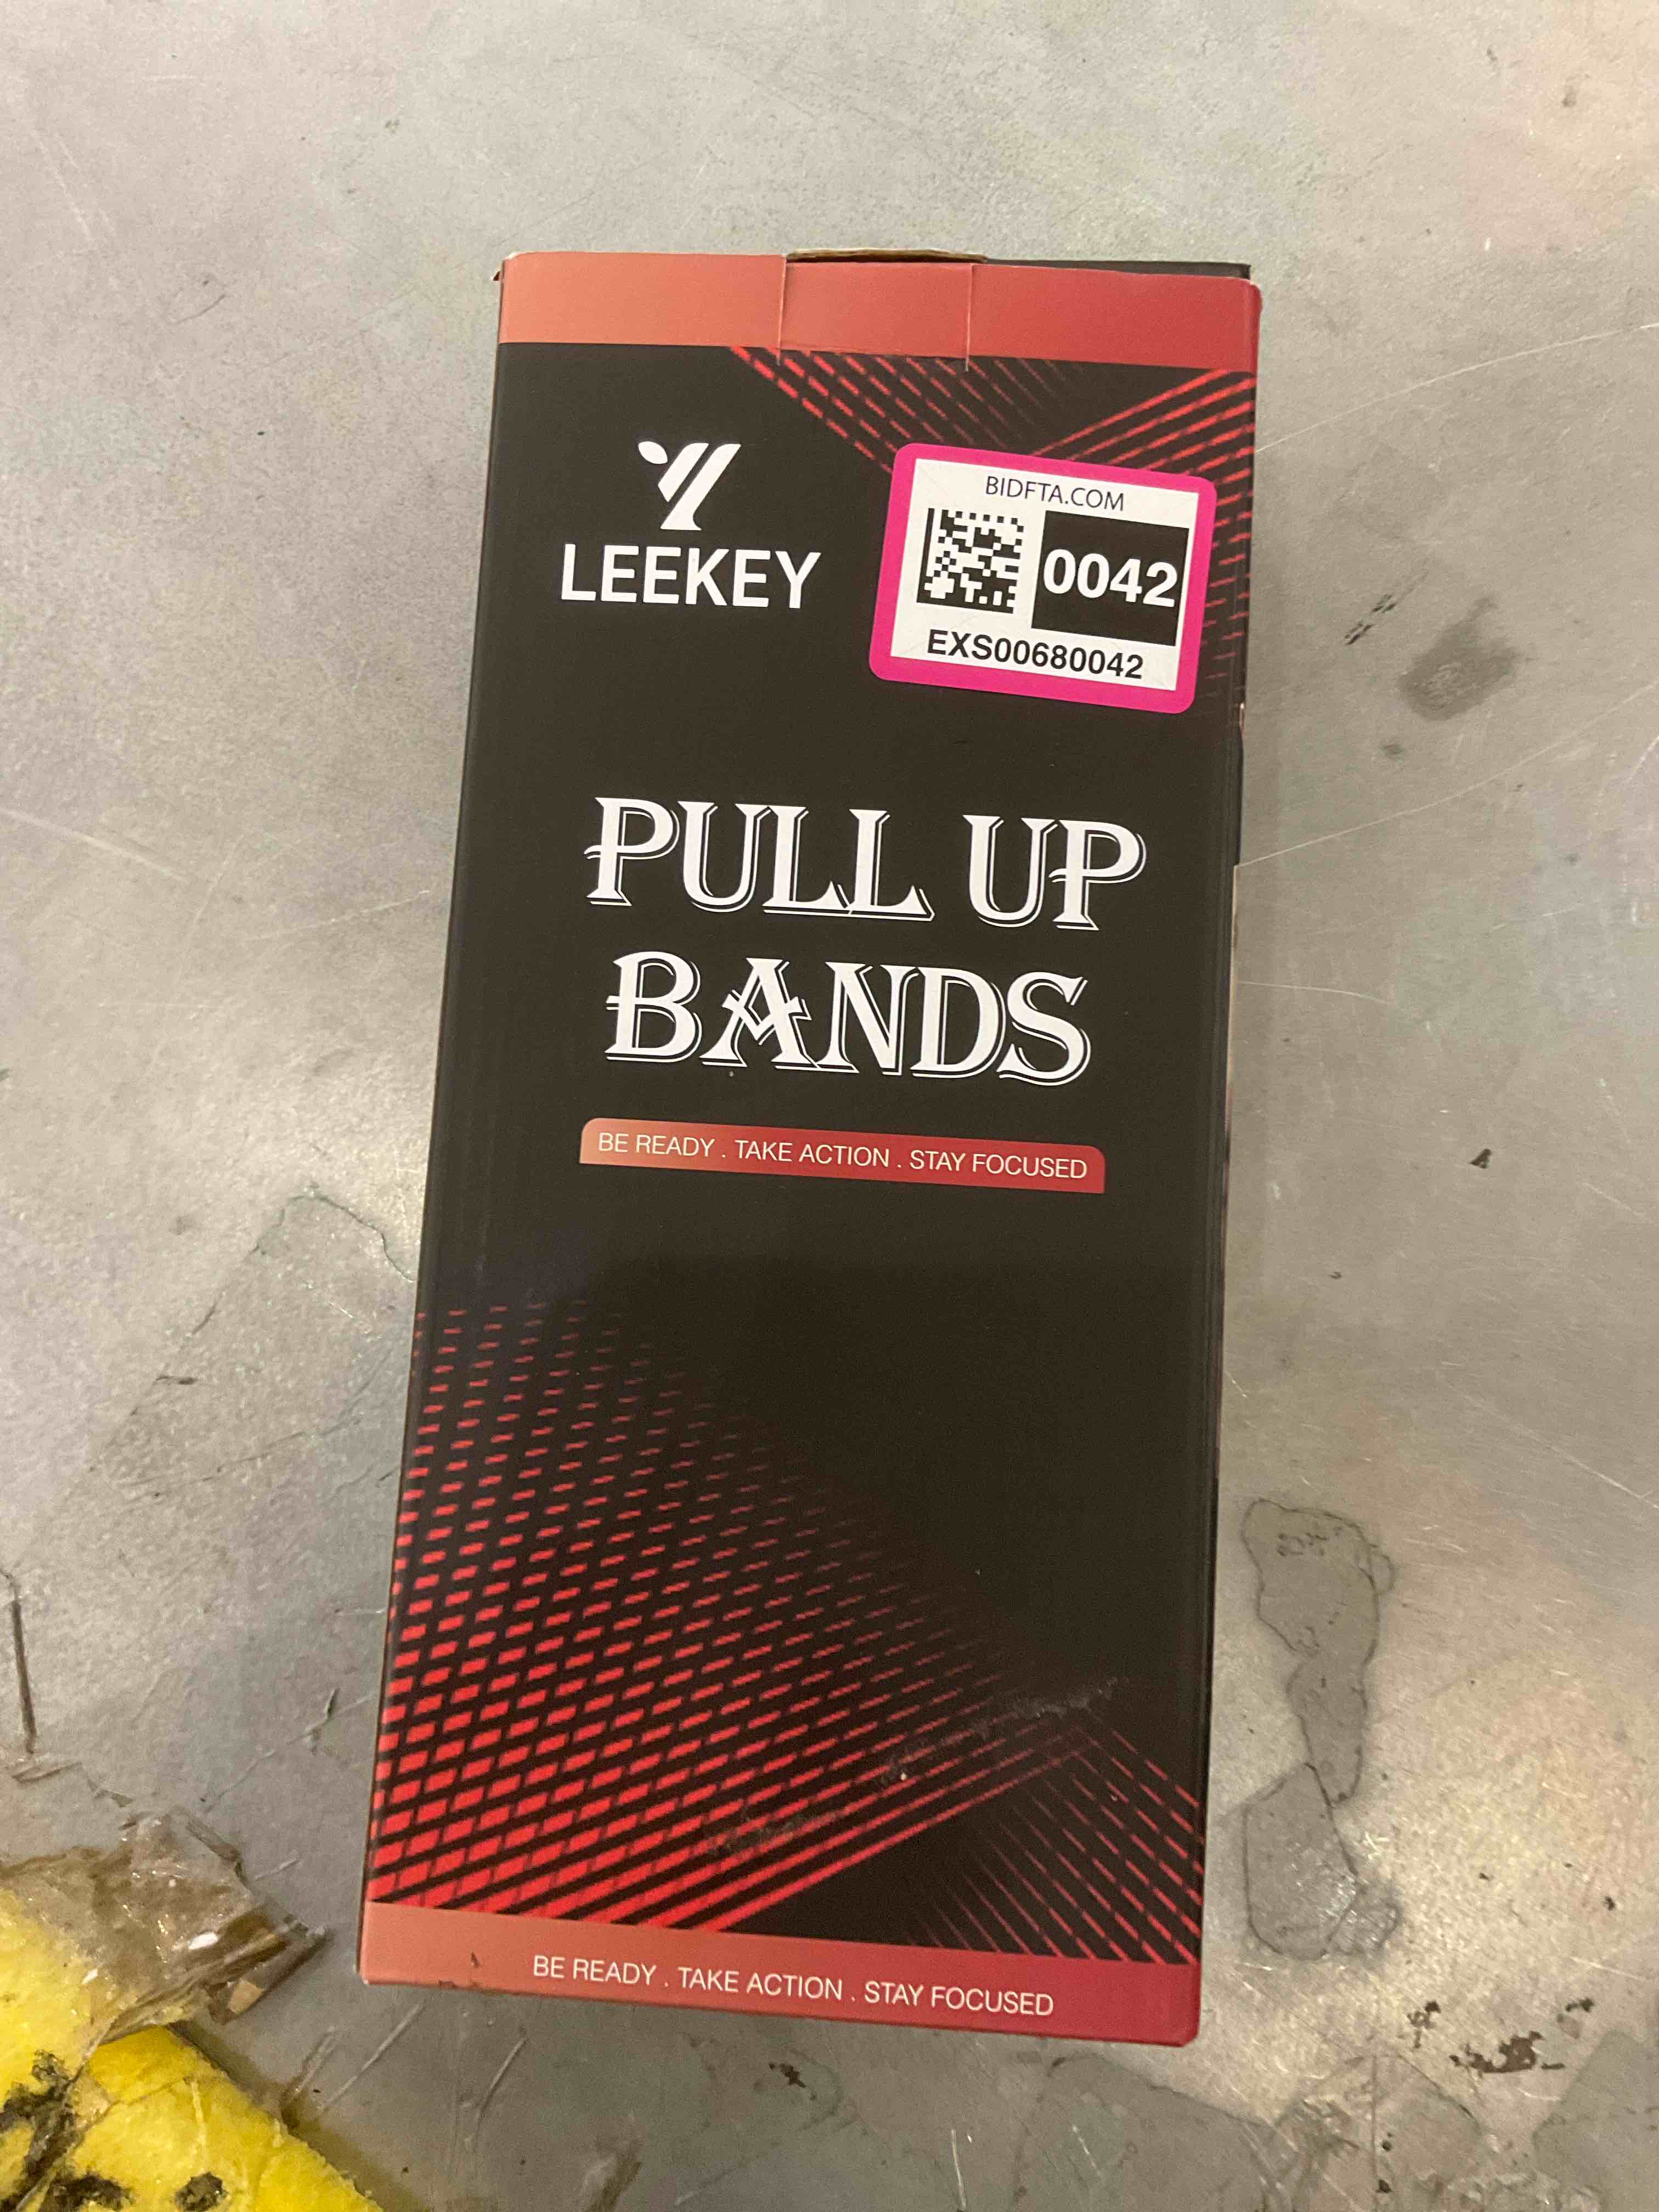 LEEKEY
BIDFTA.COM
0042
EXS00680042
PULL UP
BANDS
BE READY . TAKE ACTION . STAY FOCUSED
BE READY . TAKE ACTION . STAY FOCUSED